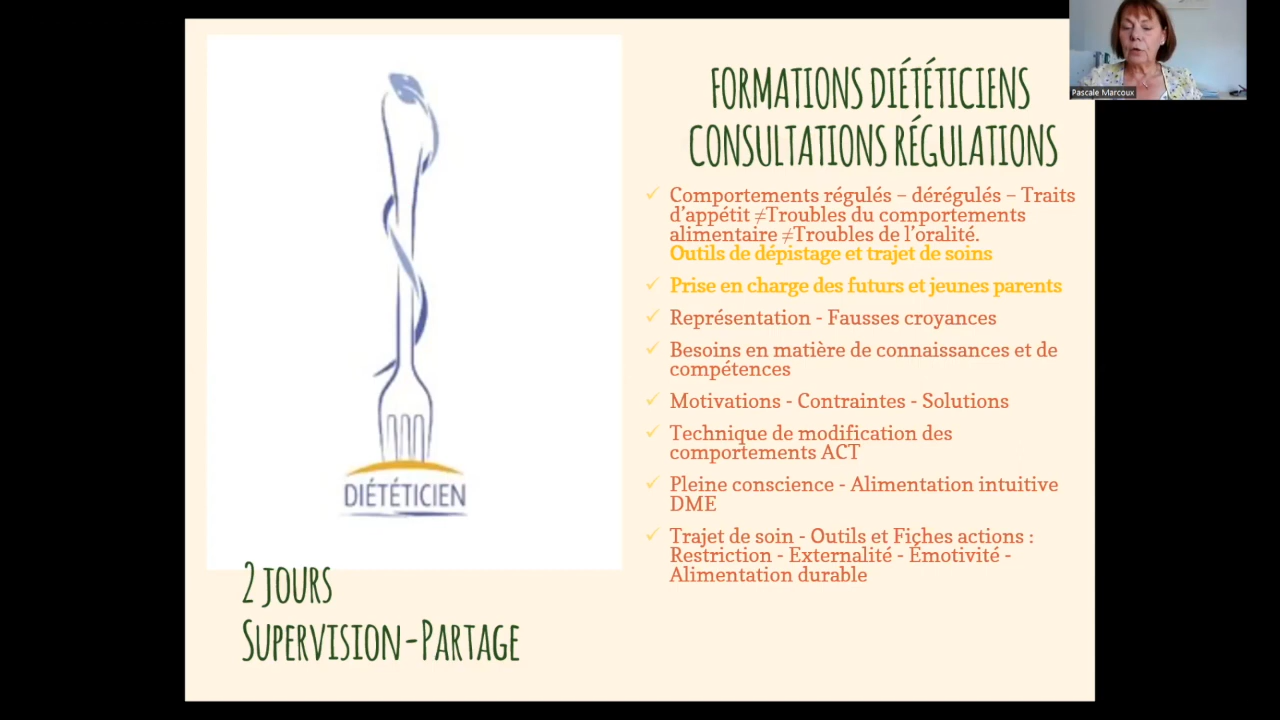 Pascale Marcoux
FORMATIONS DIÉTÉTICIENS
CONSULTATIONS RÉGULATIONS
✓ Comportements régulés – dérégulés – Traits
d'appétit ≠Troubles du comportements
alimentaire ≠Troubles de l'oralité.
Outils de dépistage et trajet de soins
✓ Prise en charge des futurs et jeunes parents
✓ Représentation - Fausses croyances
✓ Besoins en matière de connaissances et de
compétences
✓ Motivations - Contraintes - Solutions
✓ Technique de modification des
comportements ACT
✓ Pleine conscience - Alimentation intuitive
DME
✓ Trajet de soin - Outils et Fiches actions :
Restriction - Externalité - Émotivité -
Alimentation durable
DIÉTÉTICIEN
2 JOURS
SUPERVISION-PARTAGE